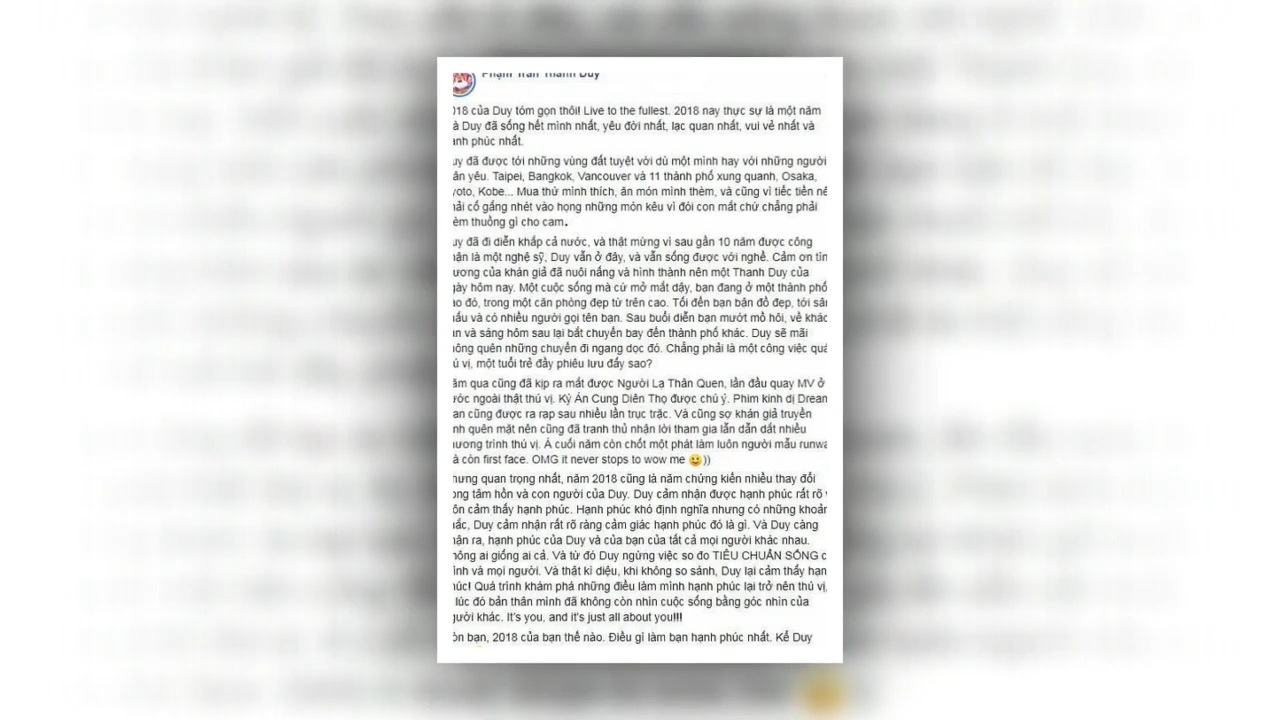 Phạm Trần Thanh Duy
018 của Duy tóm gọn thôi! Live to the fullest. 2018 nay thực sự là một năm
à Duy đã sống hết mình nhất, yêu đời nhất, lạc quan nhất, vui vẻ nhất và
ạnh phúc nhất.
uy đã được tới những vùng đất tuyệt vời dù một mình hay với những người
ân yêu. Taipei, Bangkok, Vancouver và 11 thành phố xung quanh, Osaka,
yoto, Kobe... Mua thứ mình thích, ăn món mình thèm, và cũng vì tiếc tiền nê
hải cố gắng nhét vào họng những món kêu vì đói con mắt chứ chẳng phải
èm thuồng gì cho cam.
uy đã đi diễn khắp cả nước, và thật mừng vì sau gần 10 năm được công
hận là một nghệ sỹ, Duy vẫn ở đây, và vẫn sống được với nghề. Cảm ơn tìn
ương của khán giả đã nuôi nấng và hình thành nên một Thanh Duy của
gày hôm nay. Một cuộc sống mà cứ mở mắt dậy, bạn đang ở một thành phố
ào đó, trong một căn phòng đẹp từ trên cao. Tối đến bạn bận đồ đẹp, tới sân
hấu và có nhiều người gọi tên bạn. Sau buổi diễn bạn mướt mồ hôi, về khác
ạn và sáng hôm sau lại bắt chuyến bay đến thành phố khác. Duy sẽ mãi
hông quên những chuyến đi ngang dọc đó. Chẳng phải là một công việc quá
ú vị, một tuổi trẻ đầy phiêu lưu đấy sao?
ăm qua cũng đã kịp ra mắt được Người Lạ Thân Quen, lần đầu quay MV ở
ước ngoài thật thú vị. Kỳ Án Cung Diên Thọ được chú ý. Phim kinh dị Dream
an cũng được ra rạp sau nhiều lần trục trặc. Và cũng sợ khán giả truyền
ình quên mặt nên cũng đã tranh thủ nhận lời tham gia lẫn dẫn dắt nhiều
hương trình thú vị. À cuối năm còn chốt một phát làm luôn người mẫu runwa
à còn first face. OMG it never stops to wow me 😀))
hưng quan trọng nhất, năm 2018 cũng là năm chứng kiến nhiều thay đổi
ong tâm hồn và con người của Duy. Duy cảm nhận được hạnh phúc rất rõ
ôn cảm thấy hạnh phúc. Hạnh phúc khó định nghĩa nhưng có những khoản
hắc, Duy cảm nhận rất rõ ràng cảm giác hạnh phúc đó là gì. Và Duy càng
hận ra, hạnh phúc của Duy và của bạn của tất cả mọi người khác nhau.
hông ai giống ai cả. Và từ đó Duy ngừng việc so đo TIÊU CHUẨN SỐNG c
ình và mọi người. Và thật kì diệu, khi không so sánh, Duy lại cảm thấy hạn
húc! Quá trình khám phá những điều làm mình hạnh phúc lại trở nên thú vị,
lúc đó bản thân mình đã không còn nhìn cuộc sống bằng góc nhìn của
gười khác. It's you, and it's just all about you!!!
òn bạn, 2018 của bạn thế nào. Điều gì làm bạn hạnh phúc nhất. Kể Duy